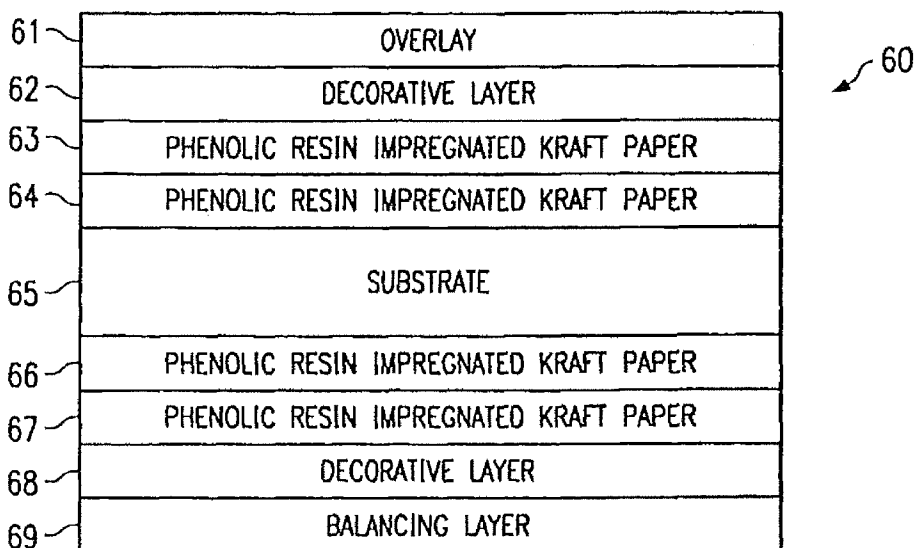 61 OVERLAY
60
62 DECORATIVE LAYER
63 PHENOLIC RESIN IMPREGNATED KRAFT PAPER
64 PHENOLIC RESIN IMPREGNATED KRAFT PAPER
65 SUBSTRATE
66 PHENOLIC RESIN IMPREGNATED KRAFT PAPER
67 PHENOLIC RESIN IMPREGNATED KRAFT PAPER
68 DECORATIVE LAYER
69 BALANCING LAYER